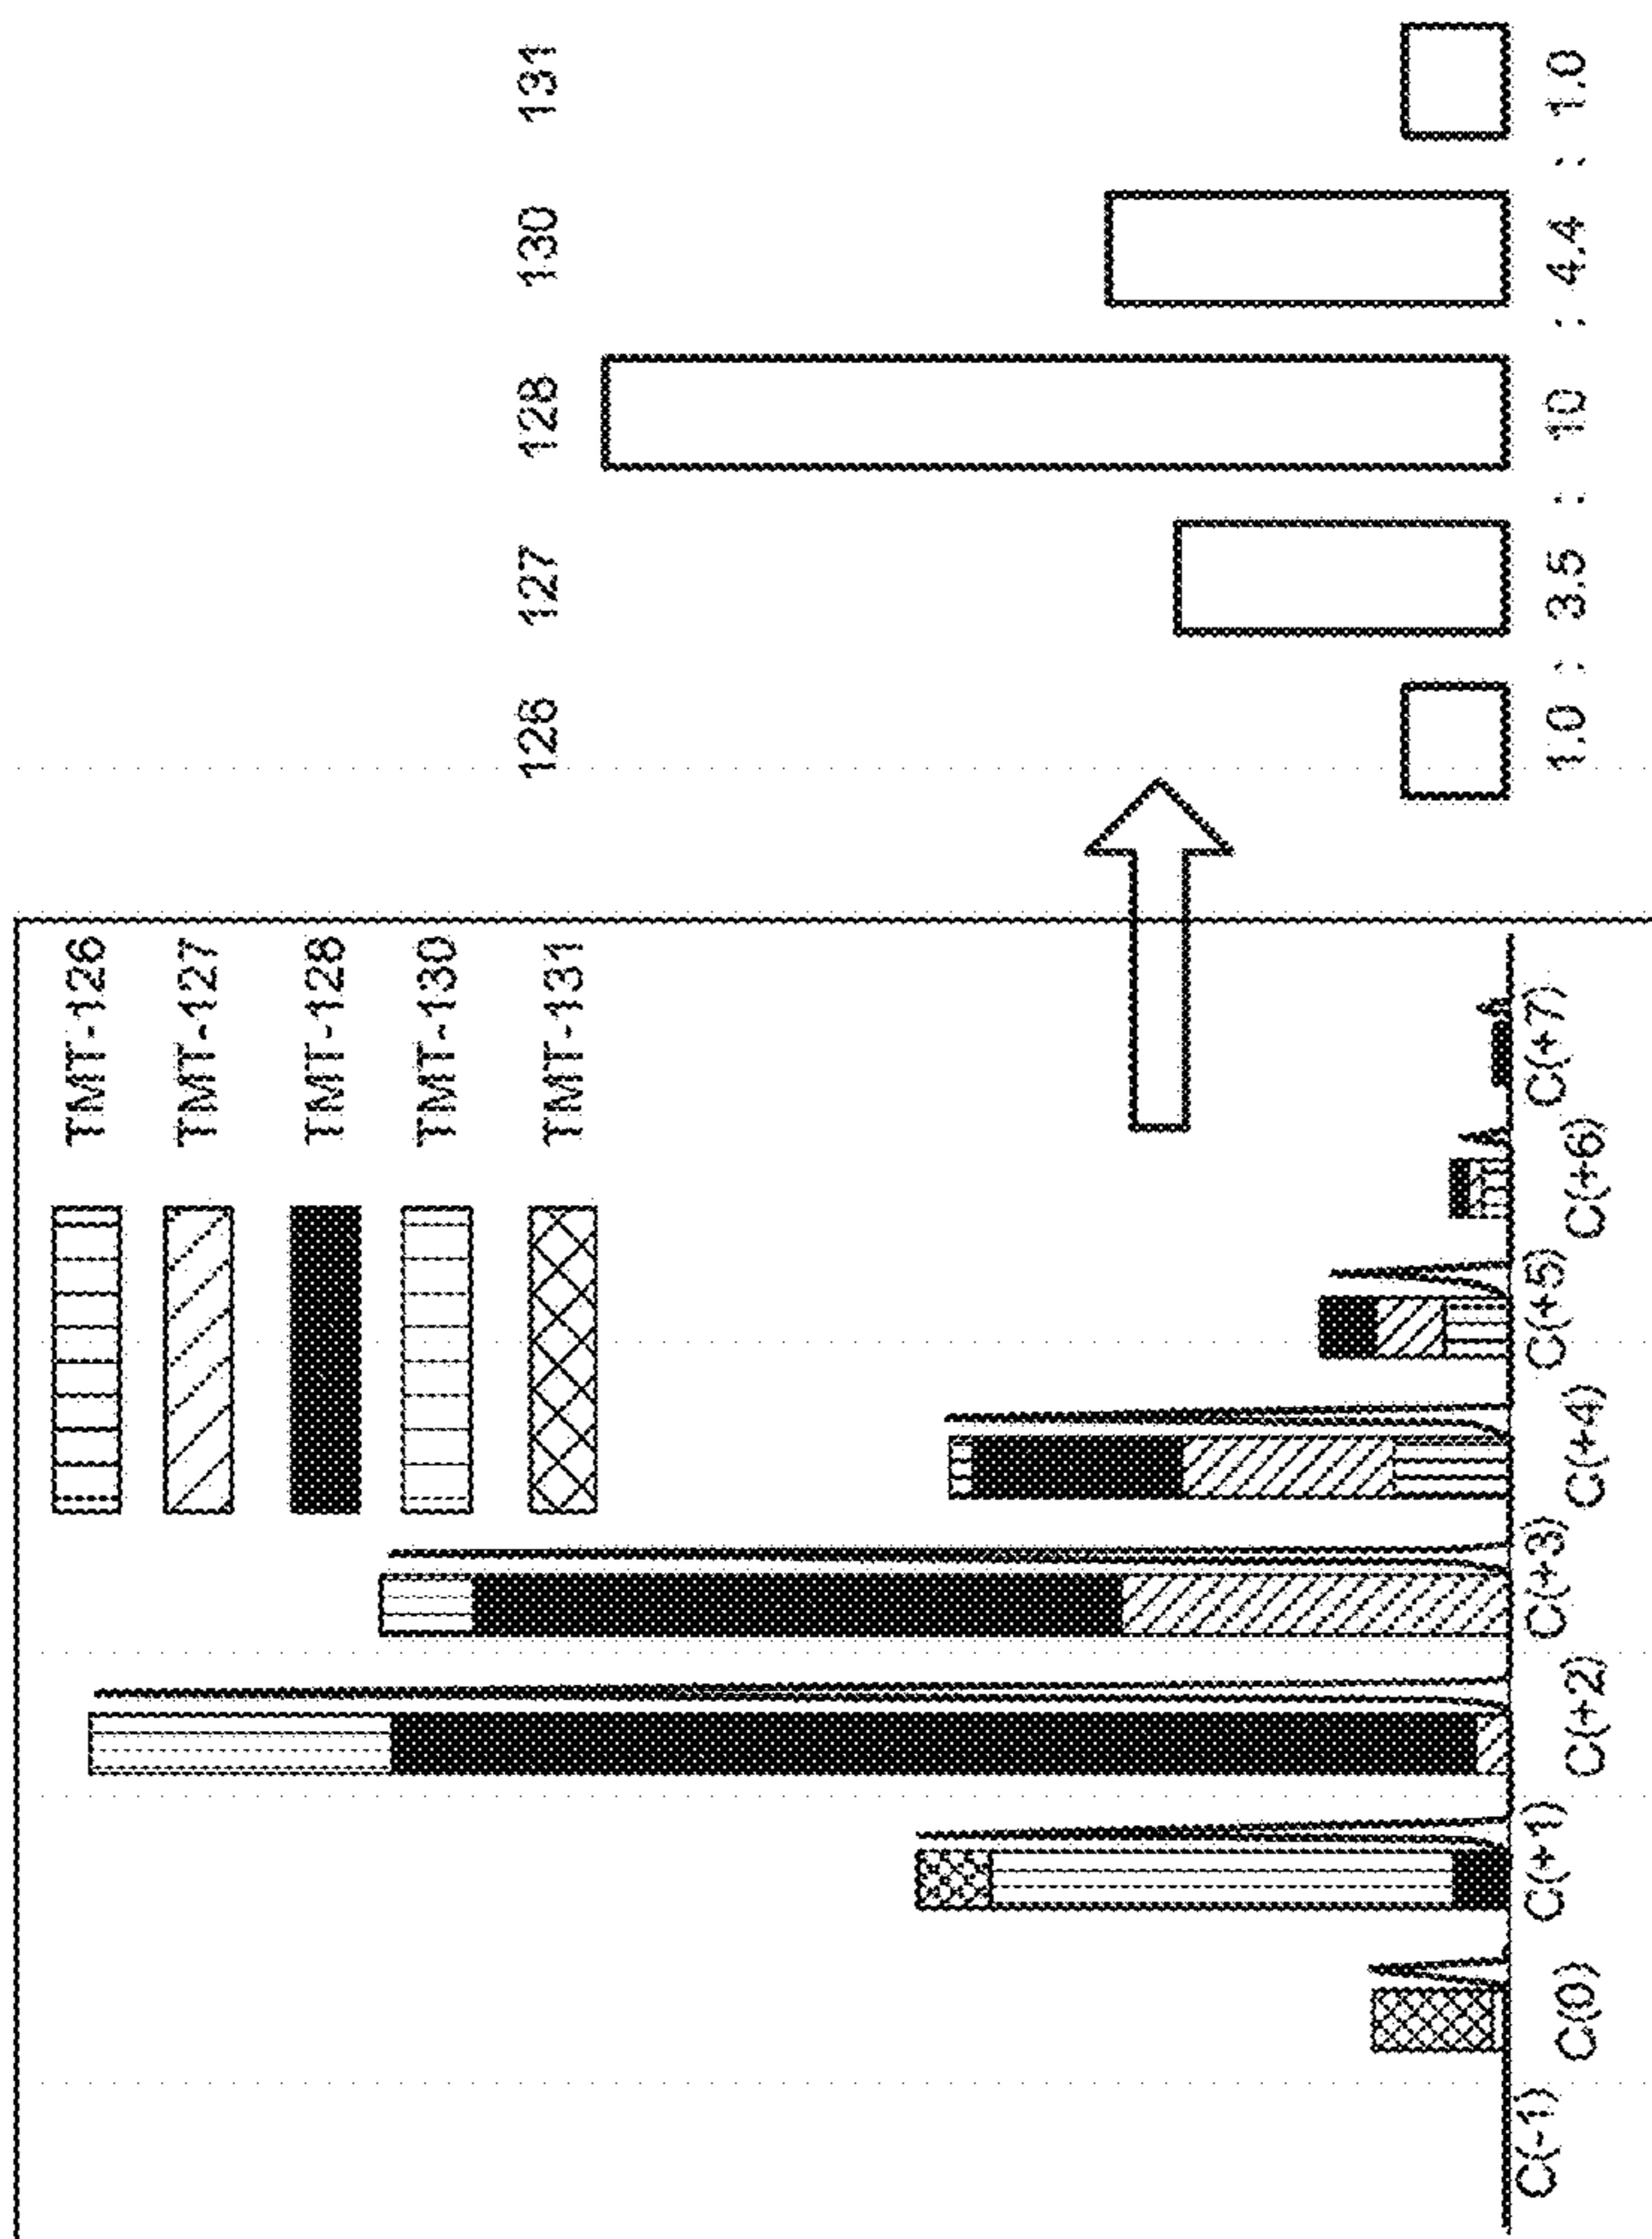 TMT-126
TMT-127
TMT-128
TMT-130
TMT-131
C(-1) C(0) C(+1) C(+2) C(+3) C(+4) C(+5) C(+6) C(+7)
126 127 128 130 131
1.0 : 3.5 : 10 : 4.4 : 1.0